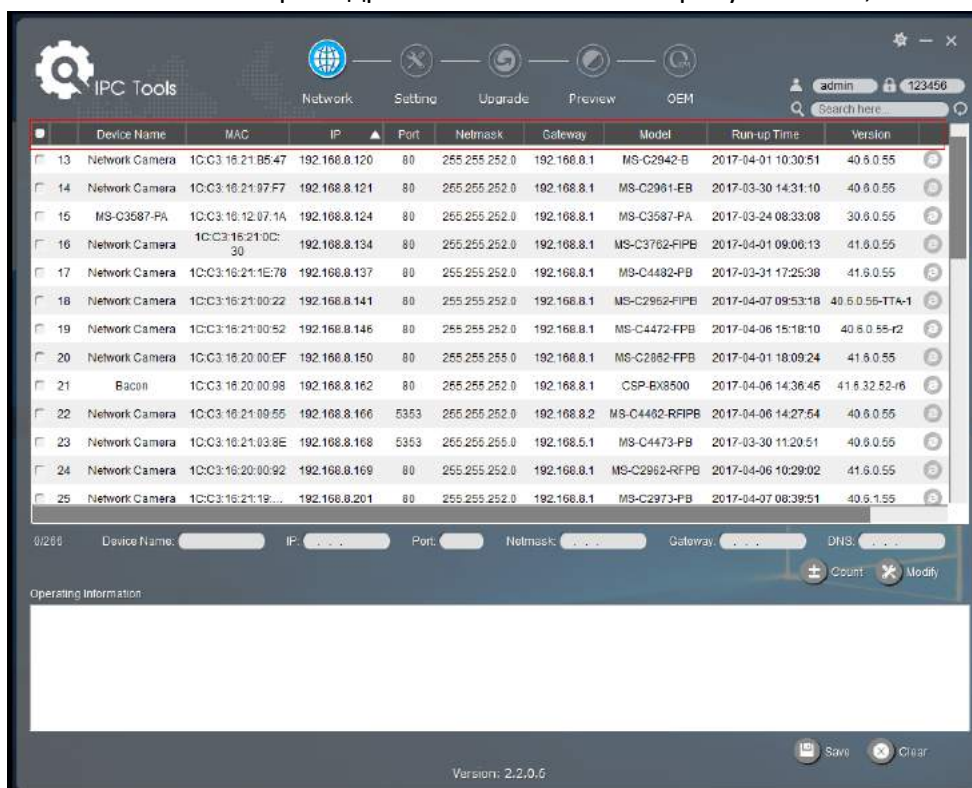 IPC Tools
Network Setting Upgrade Preview OEM
admin 123456
Search here...
Device Name MAC IP Port Netmask Gateway Model Run-up Time Version
13 Network Camera 1C:C3:16:21:B5:47 192.168.8.120 80 255.255.252.0 192.168.8.1 MS-C2942-B 2017-04-01 10:30:51 40.6.0.55
14 Network Camera 1C:C3:16:21:97:F7 192.168.8.121 80 255.255.252.0 192.168.8.1 MS-C2961-EB 2017-03-30 14:31:10 40.6.0.55
15 MS-C3587-PA 1C:C3:16:12:07:1A 192.168.8.124 80 255.255.252.0 192.168.8.1 MS-C3587-PA 2017-03-24 08:33:08 30.6.0.55
16 Network Camera 1C:C3:16:21:0C:30 192.168.8.134 80 255.255.252.0 192.168.8.1 MS-C3762-FIPB 2017-04-01 09:06:13 41.6.0.55
17 Network Camera 1C:C3:16:21:1E:78 192.168.8.137 80 255.255.252.0 192.168.8.1 MS-C4482-PB 2017-03-31 17:25:38 41.6.0.55
18 Network Camera 1C:C3:16:21:00:22 192.168.8.141 80 255.255.252.0 192.168.8.1 MS-C2962-FIPB 2017-04-07 09:53:18 40.6.0.56-TTA-1
19 Network Camera 1C:C3:16:21:00:52 192.168.8.146 80 255.255.252.0 192.168.8.1 MS-C4472-FPB 2017-04-06 15:18:10 40.6.0.55-r2
20 Network Camera 1C:C3:16:20:00:EF 192.168.8.150 80 255.255.255.0 192.168.8.1 MS-C2862-FPB 2017-04-01 18:09:24 41.6.0.55
21 Bacon 1C:C3:16:20:00:98 192.168.8.162 80 255.255.252.0 192.168.8.1 CSP-BX8500 2017-04-06 14:36:45 41.6.32.52-r6
22 Network Camera 1C:C3:16:21:09:55 192.168.8.166 5353 255.255.252.0 192.168.8.2 MS-C4462-RFIPB 2017-04-06 14:27:54 40.6.0.55
23 Network Camera 1C:C3:16:21:03:8E 192.168.8.168 5353 255.255.255.0 192.168.5.1 MS-C4473-PB 2017-03-30 11:20:51 40.6.0.55
24 Network Camera 1C:C3:16:20:00:92 192.168.8.169 80 255.255.252.0 192.168.8.1 MS-C2962-RFPB 2017-04-06 10:29:02 41.6.0.55
25 Network Camera 1C:C3:16:21:19:... 192.168.8.201 80 255.255.252.0 192.168.8.1 MS-C2973-PB 2017-04-07 08:39:51 40.6.1.55
0/266 Device Name: IP: Port: Netmask: Gateway: DNS:
Count Modify
Operating Information
Save Clear
Version: 2.2.0.6